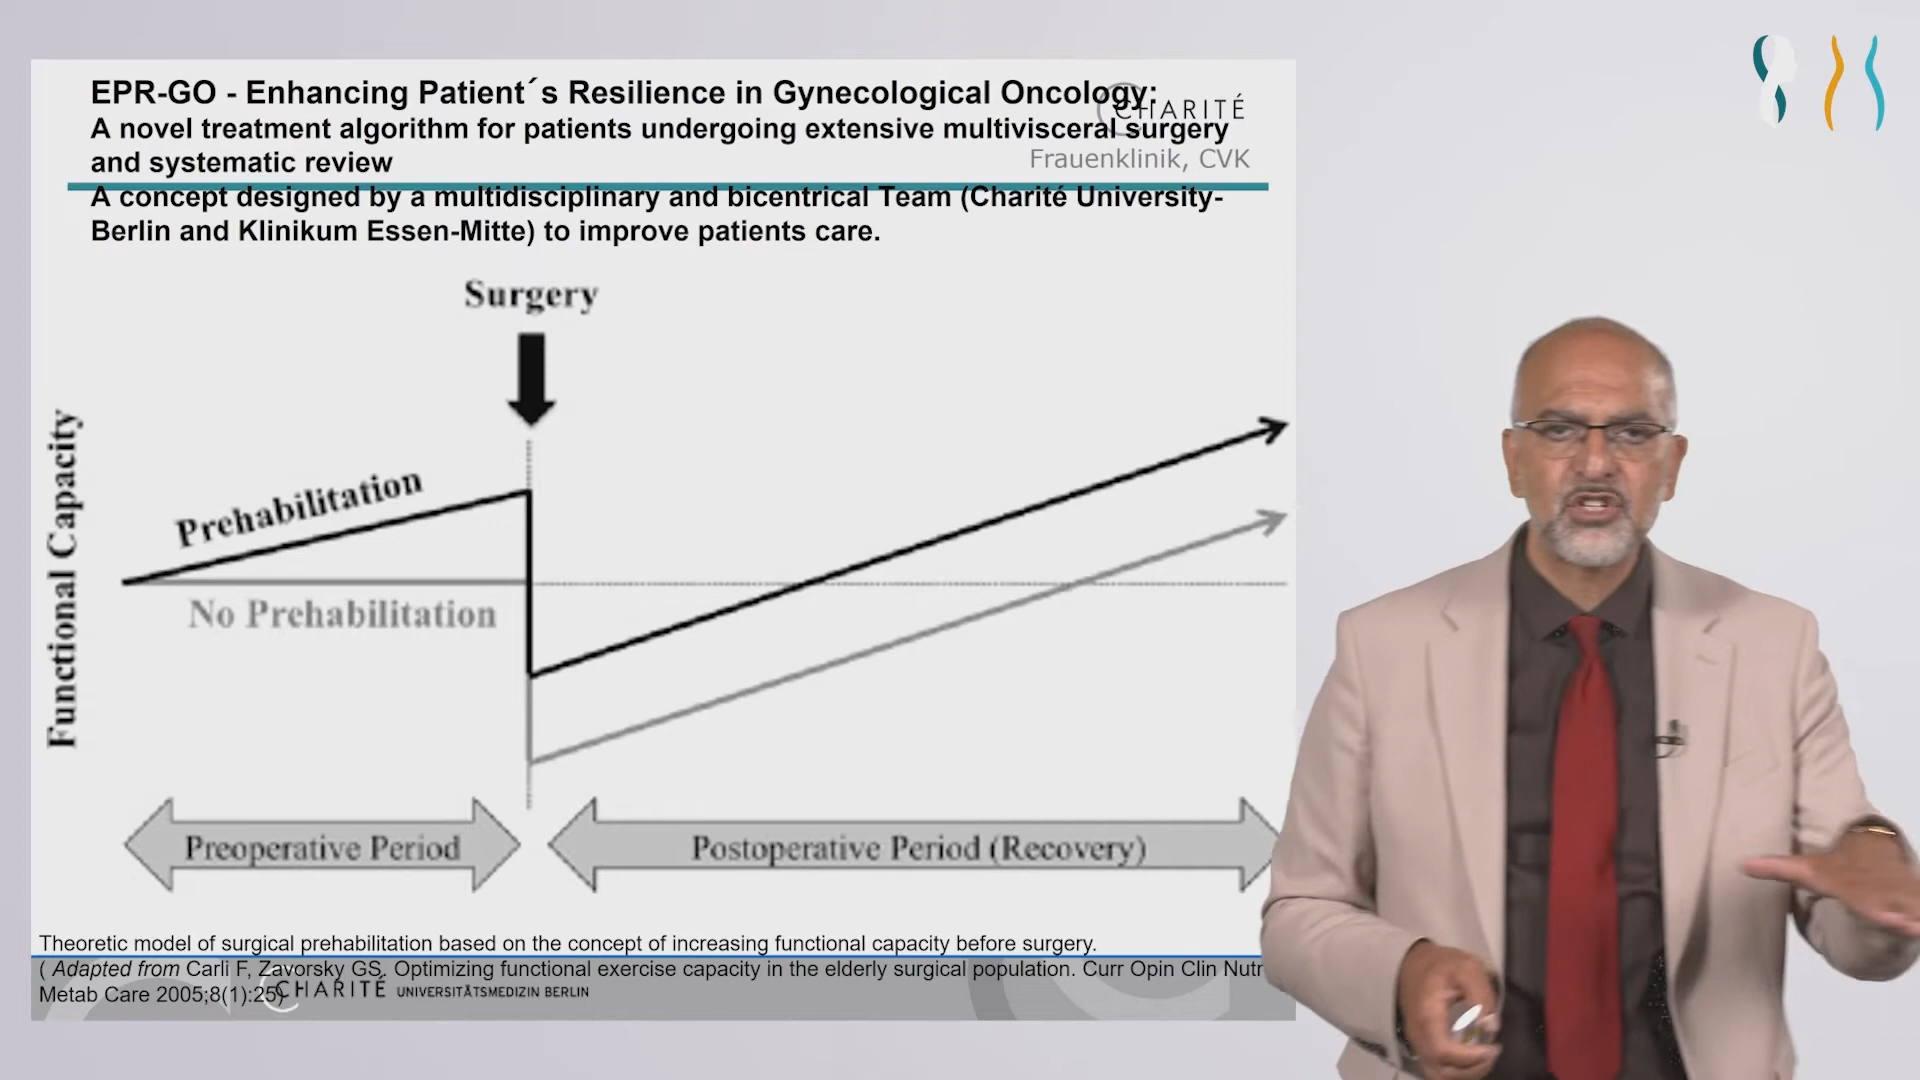 EPR-GO - Enhancing Patient´s Resilience in Gynecological Oncology:
A novel treatment algorithm for patients undergoing extensive multivisceral surgery
and systematic review
CHARITÉ
Frauenklinik, CVK
A concept designed by a multidisciplinary and bicentrical Team (Charité University-
Berlin and Klinikum Essen-Mitte) to improve patients care.
Surgery
Functional Capacity
Prehabilitation
No Prehabilitation
Preoperative Period
Postoperative Period (Recovery)
Theoretic model of surgical prehabilitation based on the concept of increasing functional capacity before surgery.
( Adapted from Carli F, Zavorsky GS. Optimizing functional exercise capacity in the elderly surgical population. Curr Opin Clin Nutr
Metab Care 2005;8(1):25)
CHARITÉ UNIVERSITÄTSMEDIZIN BERLIN